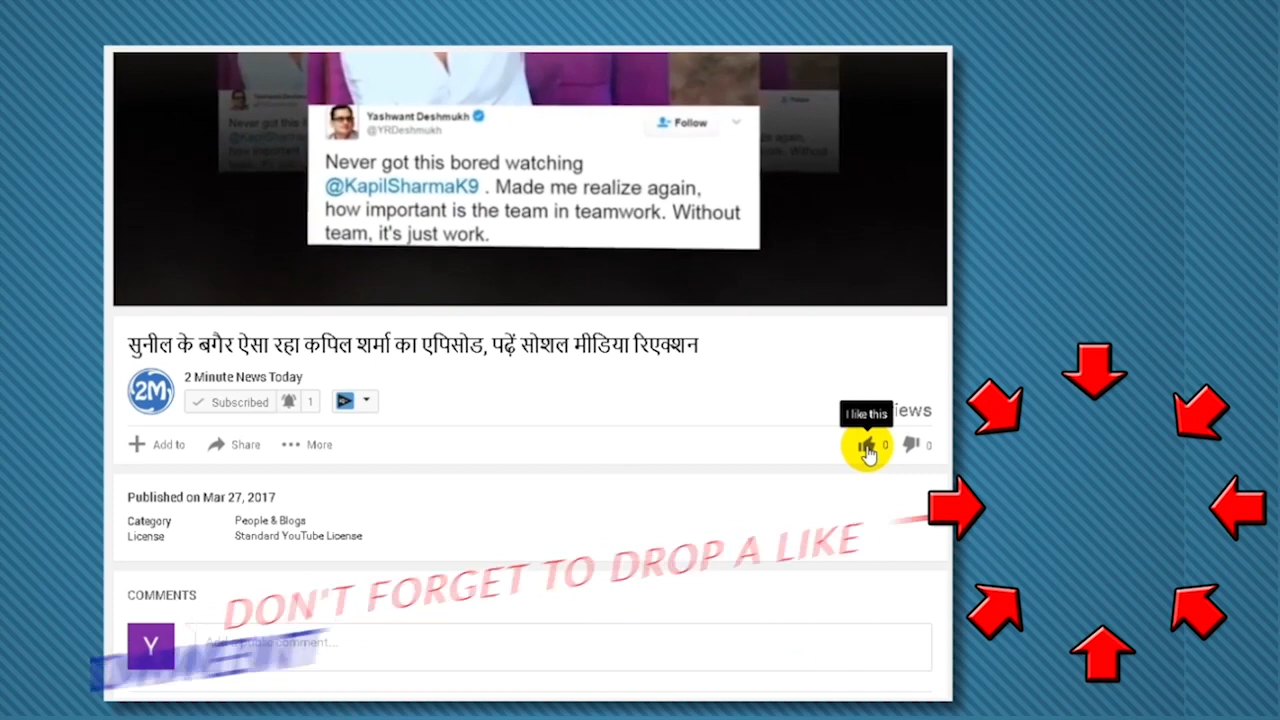 Yashwant Deshmukh
@YRDeshmukh
Follow
Never got this bored watching
@KapilSharmaK9 . Made me realize again,
how important is the team in teamwork. Without
team, it's just work.
सुनील के बगैर ऐसा रहा कपिल शर्मा का एपिसोड, पढ़ें सोशल मीडिया रिएक्शन
2M
2 Minute News Today
Subscribed 1
I like this
iews
Add to Share More 0 0
Published on Mar 27, 2017
Category People & Blogs
License Standard YouTube License
DON'T FORGET TO DROP A LIKE
COMMENTS
Y
Add a public comment...